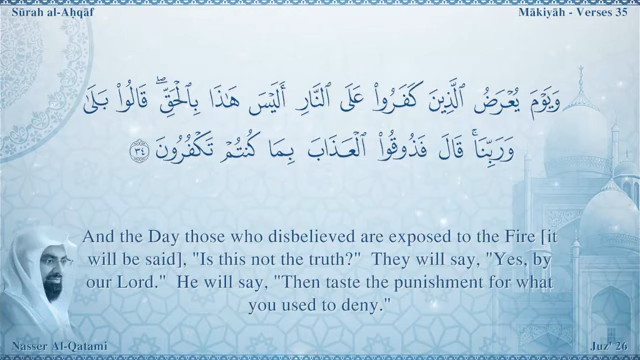 Sūrah al-Aḥqāf
Mākiyāh - Verses 35
وَيَوْمَ يُعْرَضُ ٱلَّذِينَ كَفَرُوا۟ عَلَى ٱلنَّارِ أَلَيْسَ هَـٰذَا بِٱلْحَقِّ ۖ قَالُوا۟ بَلَىٰ
وَرَبِّنَا ۚ قَالَ فَذُوقُوا۟ ٱلْعَذَابَ بِمَا كُنتُمْ تَكْفُرُونَ ٣٤
And the Day those who disbelieved are exposed to the Fire [it
will be said], "Is this not the truth?" They will say, "Yes, by
our Lord." He will say, "Then taste the punishment for what
you used to deny."
Nasser Al-Qatami
Juz' 26